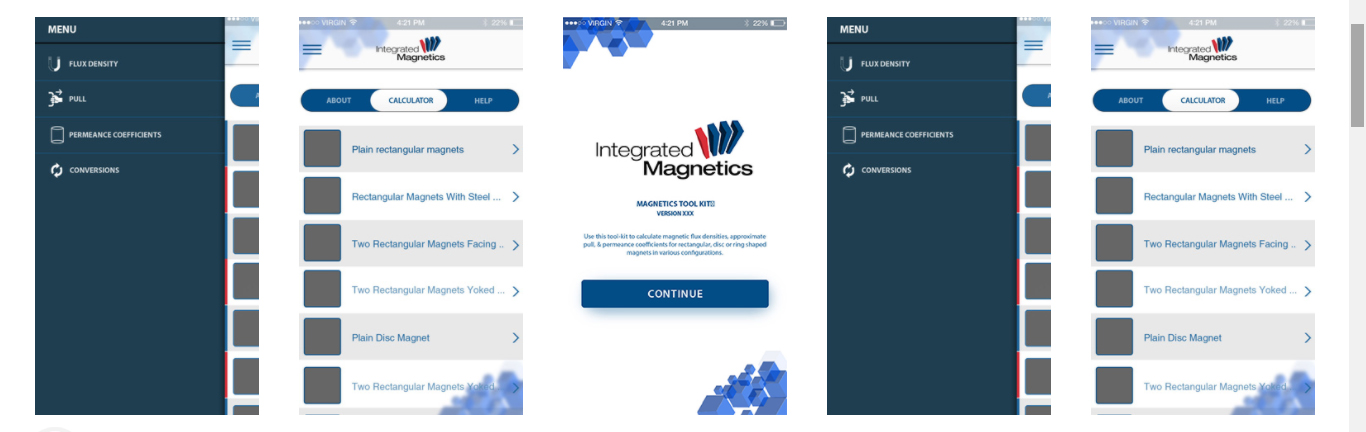 MENU
FLUX DENSITY
PULL
PERMEANCE COEFFICIENTS
CONVERSIONS
VIRGIN 4:21 PM 22%
Integrated
Magnetics
ABOUT CALCULATOR HELP
Plain rectangular magnets
Rectangular Magnets With Steel ...
Two Rectangular Magnets Facing ..
Two Rectangular Magnets Yoked ...
Plain Disc Magnet
Two Rectangular Magnets Yoked
VIRGIN 4:21 PM 22%
Integrated
Magnetics
MAGNETICS TOOL KIT
VERSION XXX
Use this tool-kit to calculate magnetic flux densities, approximate
pull, & permeance coefficients for rectangular, disc or ring shaped
magnets in various configurations.
CONTINUE
MENU
FLUX DENSITY
PULL
PERMEANCE COEFFICIENTS
CONVERSIONS
VIRGIN 4:21 PM 22%
Integrated
Magnetics
ABOUT CALCULATOR HELP
Plain rectangular magnets
Rectangular Magnets With Steel ...
Two Rectangular Magnets Facing ..
Two Rectangular Magnets Yoked ...
Plain Disc Magnet
Two Rectangular Magnets Yoked